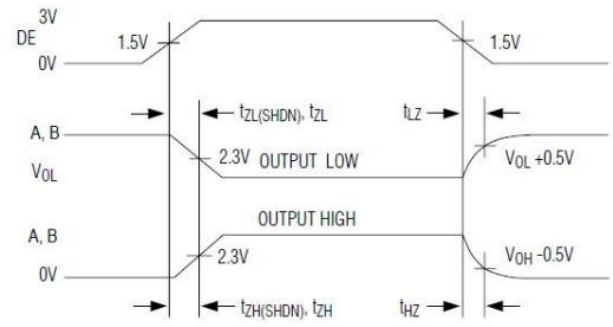 3V
DE
1.5V
1.5V
0V
tZL(SHDN), tZL
tLZ
A, B
2.3V OUTPUT LOW
VOL +0.5V
VOL
OUTPUT HIGH
A, B
2.3V
VOH -0.5V
0V
tZH(SHDN), tZH
tHZ